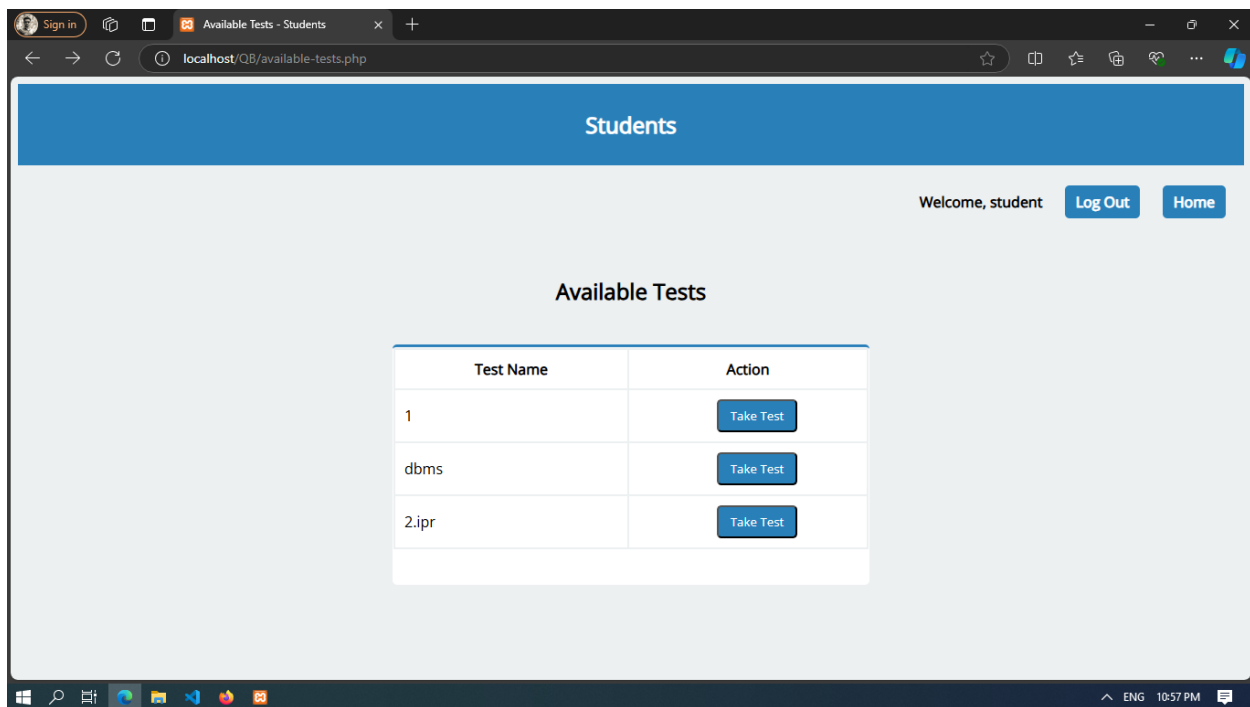 Sign in
Available Tests - Students
localhost/QB/available-tests.php
Students
Welcome, student Log Out Home
Available Tests
Test Name Action
1 Take Test
dbms Take Test
2.ipr Take Test
ENG 10:57 PM